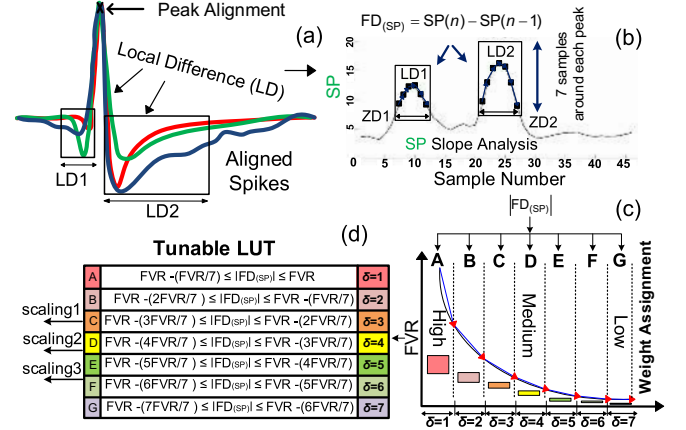 Peak Alignment
(a)
Local Difference (LD)
LD1
LD2
Aligned
Spikes
FD(SP) = SP(n) − SP(n−1)
(b)
20
15
10
5
SP
LD1
LD2
ZD1
ZD2
7 samples
around each peak
SP Slope Analysis
0 5 10 15 20 25 30 35 40 45
Sample Number
|FD(SP)|
(c)
A B C D E F G
FVR
High
Medium
Low
Weight Assignment
δ=1 δ=2 δ=3 δ=4 δ=5 δ=6 δ=7
(d)
Tunable LUT
A FVR -(FVR/7) ≤ |FD(SP)| ≤ FVR δ=1
B FVR -(2FVR/7 ) ≤ |FD(SP)| ≤ FVR -(FVR/7) δ=2
C FVR -(3FVR/7 ) ≤ |FD(SP)| ≤ FVR -(2FVR/7) δ=3
D FVR -(4FVR/7) ≤ |FD(SP)| ≤ FVR -(3FVR/7) δ=4
E FVR -(5FVR/7 ) ≤ |FD(SP)| ≤ FVR -(4FVR/7) δ=5
F FVR -(6FVR/7 ) ≤ |FD(SP)| ≤ FVR -(5FVR/7) δ=6
G FVR -(7FVR/7 ) ≤ |FD(SP)| ≤ FVR -(6FVR/7) δ=7
scaling1
scaling2
scaling3